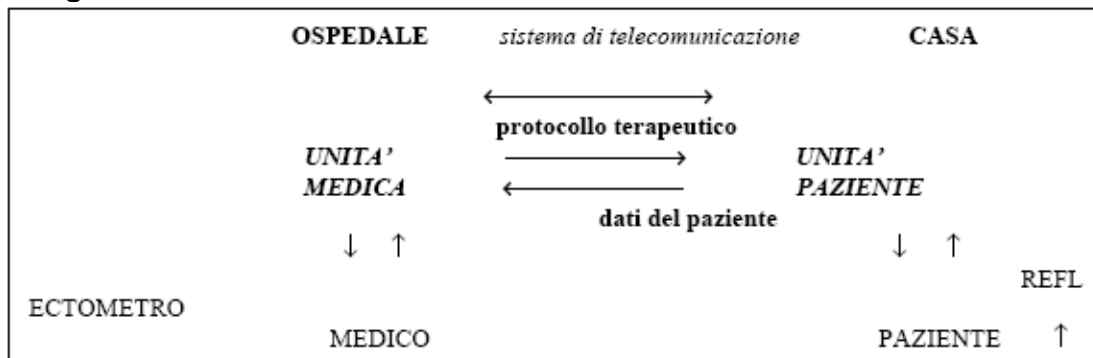 OSPEDALE sistema di telecomunicazione CASA
protocollo terapeutico
UNITA’ UNITA’
MEDICA PAZIENTE
dati del paziente
REFL
ECTOMETRO
MEDICO PAZIENTE